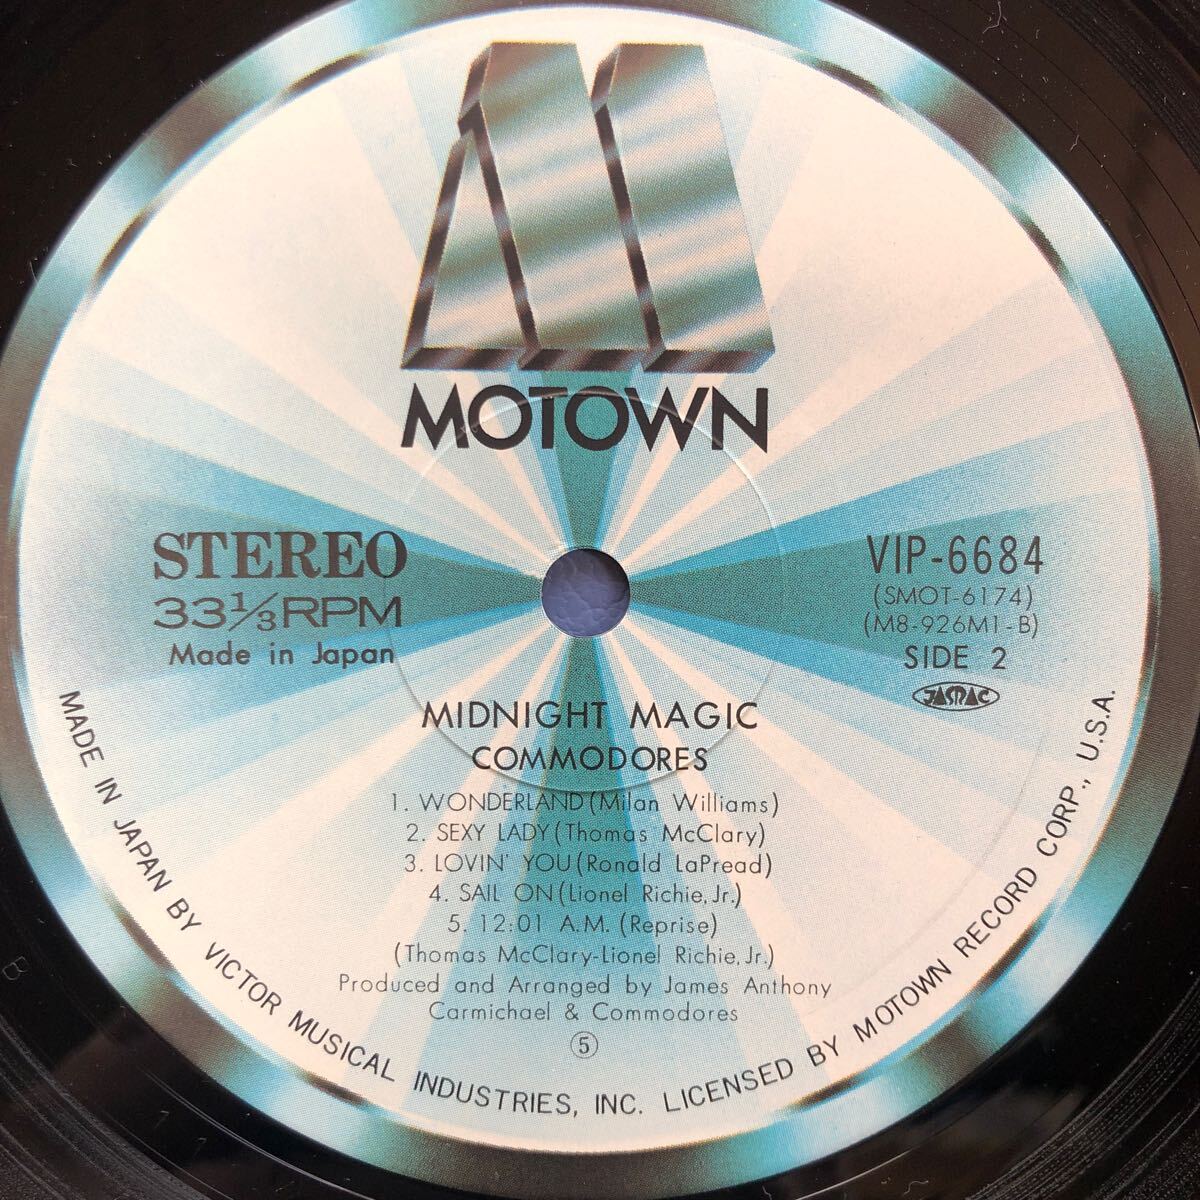 MOTOWN
STEREO
33⅓RPM
Made in Japan
VIP-6684
(SMOT-6174)
(M8-926M1-B)
SIDE 2
JASRAC
MIDNIGHT MAGIC
COMMODORES
1. WONDERLAND(Milan Williams)
2. SEXY LADY(Thomas McClary)
3. LOVIN' YOU(Ronald LaPread)
4. SAIL ON(Lionel Richie, Jr.)
5. 12:01 A.M. (Reprise)
(Thomas McClary-Lionel Richie, Jr.)
Produced and Arranged by James Anthony
Carmichael & Commodores
⑤
MADE IN JAPAN BY VICTOR MUSICAL INDUSTRIES, INC. LICENSED BY MOTOWN RECORD CORP., U.S.A.
B